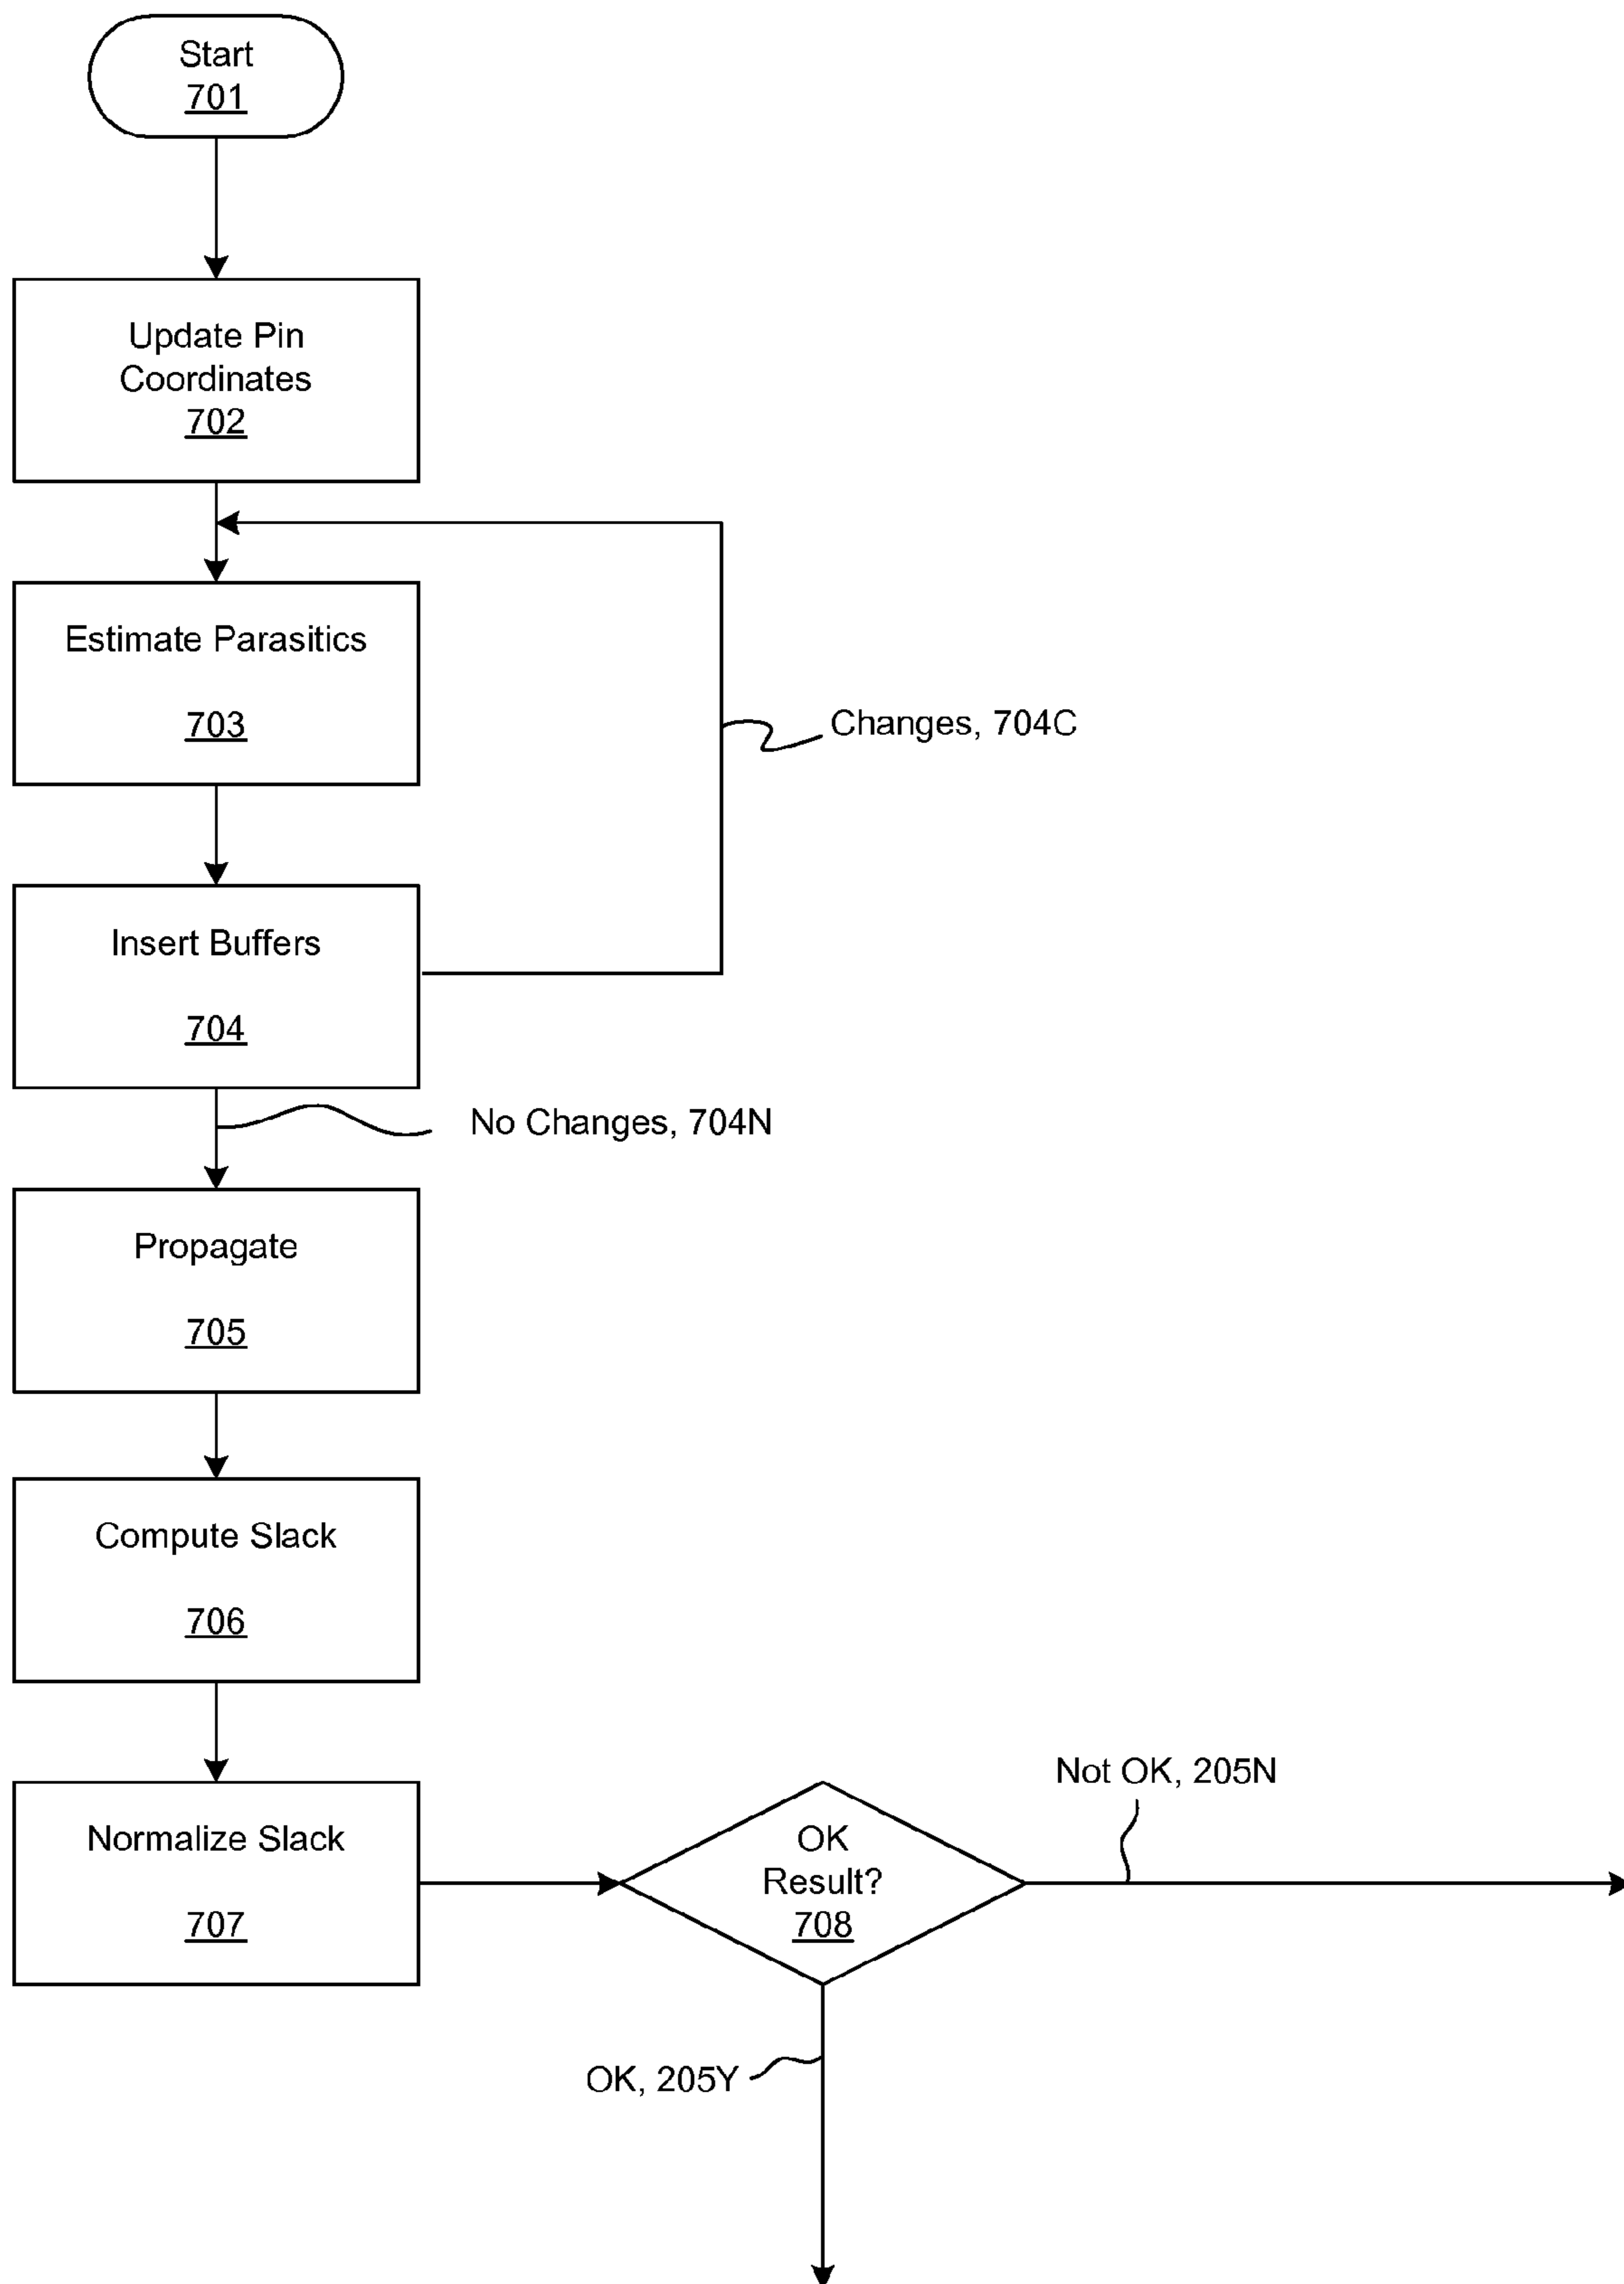 Start
701
Update Pin
Coordinates
702
Estimate Parasitics
703
Changes, 704C
Insert Buffers
704
No Changes, 704N
Propagate
705
Compute Slack
706
Normalize Slack
707
OK
Result?
708
Not OK, 205N
OK, 205Y